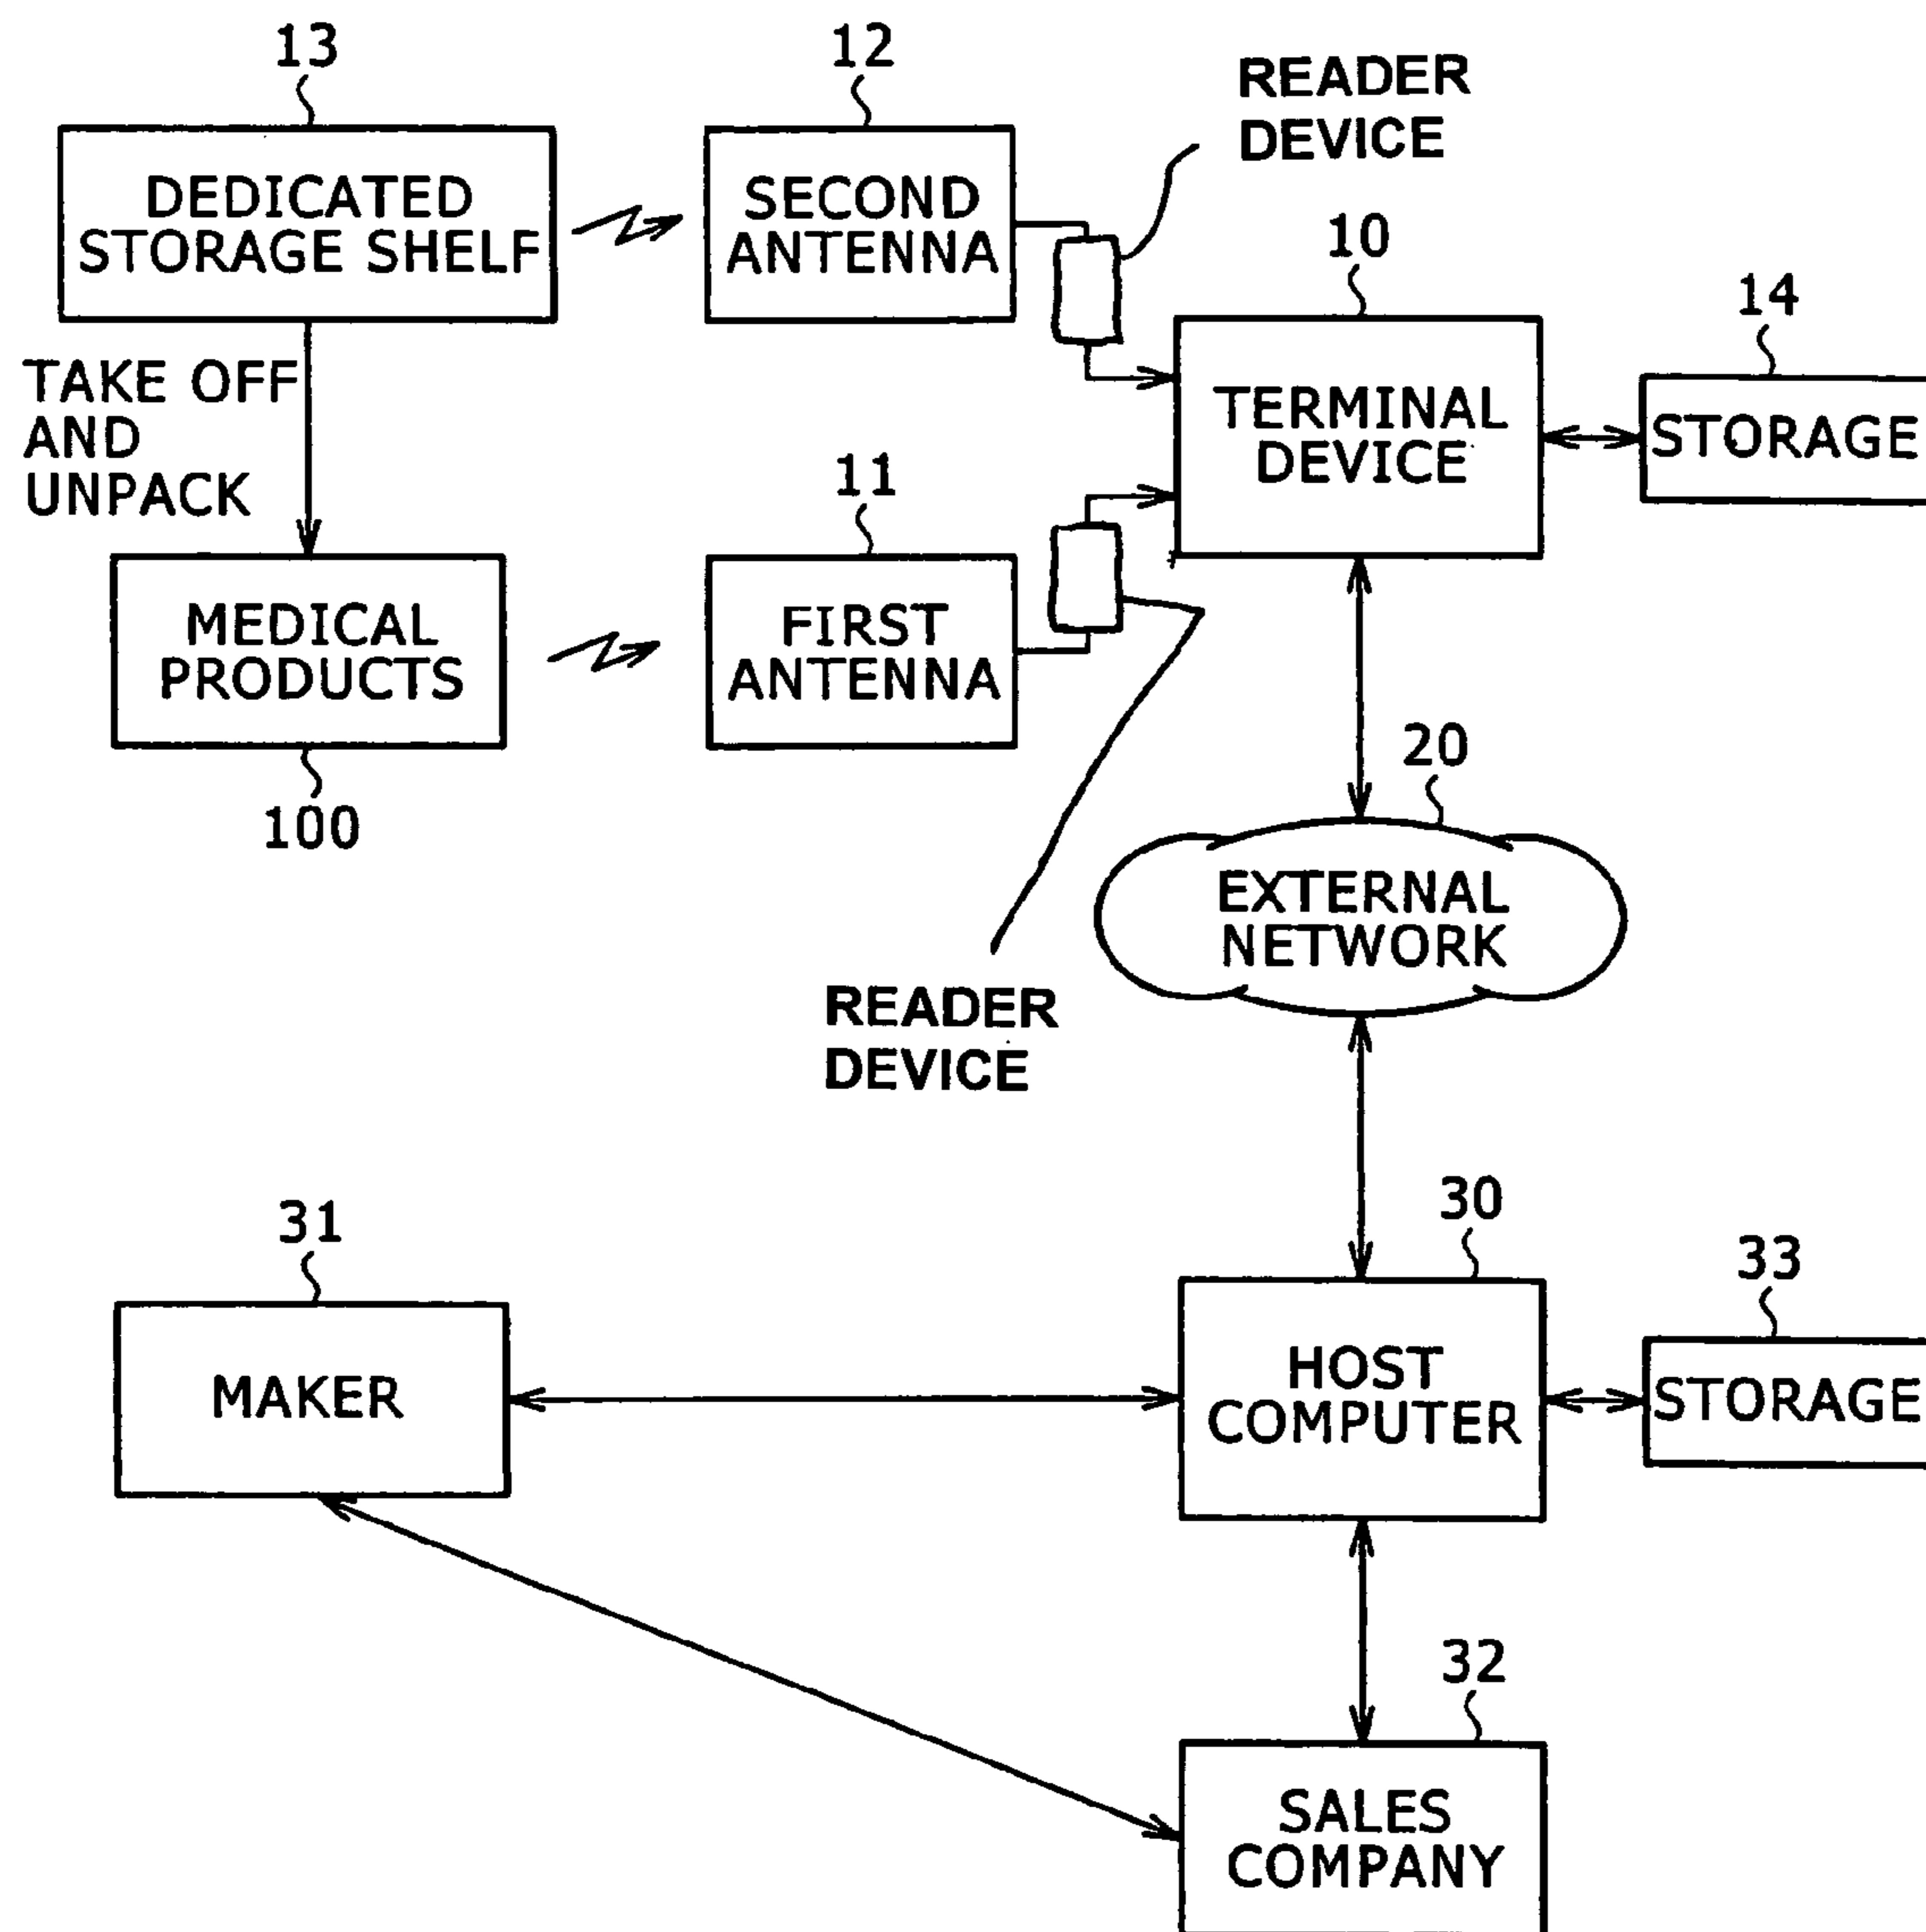 13
12
READER
DEVICE
DEDICATED
STORAGE SHELF
SECOND
ANTENNA
10
14
TAKE OFF
AND
UNPACK
TERMINAL
DEVICE
STORAGE
11
MEDICAL
PRODUCTS
FIRST
ANTENNA
100
20
EXTERNAL
NETWORK
READER
DEVICE
31
30
33
MAKER
HOST
COMPUTER
STORAGE
32
SALES
COMPANY